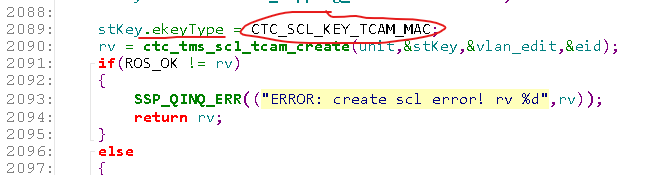 2088:
2089: stKey.ekeyType = CTC_SCL_KEY_TCAM_MAC;
2090: rv = ctc_tms_scl_tcam_create(unit,&stKey,&vlan_edit,&eid);
2091: if(ROS_OK != rv)
2092: {
2093: SSP_QINQ_ERR(("ERROR: create scl error! rv %d",rv));
2094: return rv;
2095: }
2096: else
2097: {